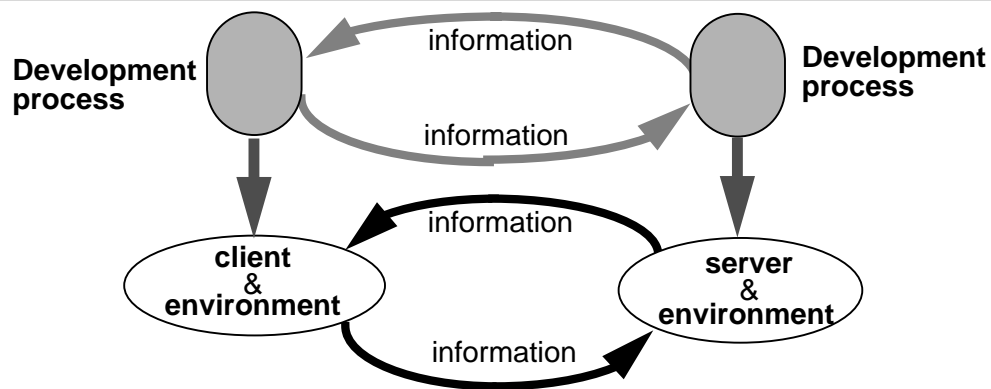 information
Development
process
Development
process
information
information
client
&
environment
server
&
environment
information